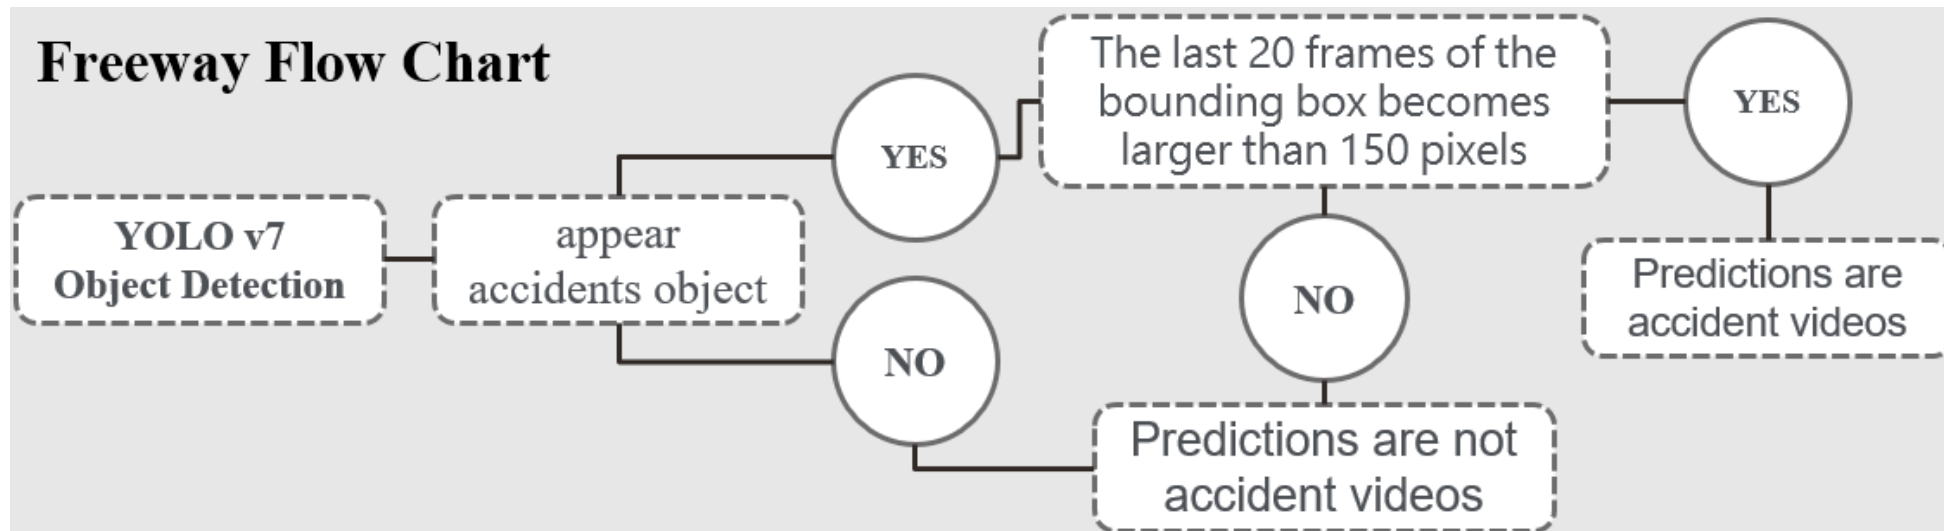 Freeway Flow Chart
YOLO v7
Object Detection
appear
accidents object
YES
NO
The last 20 frames of the
bounding box becomes
larger than 150 pixels
YES
Predictions are
accident videos
NO
Predictions are not
accident videos